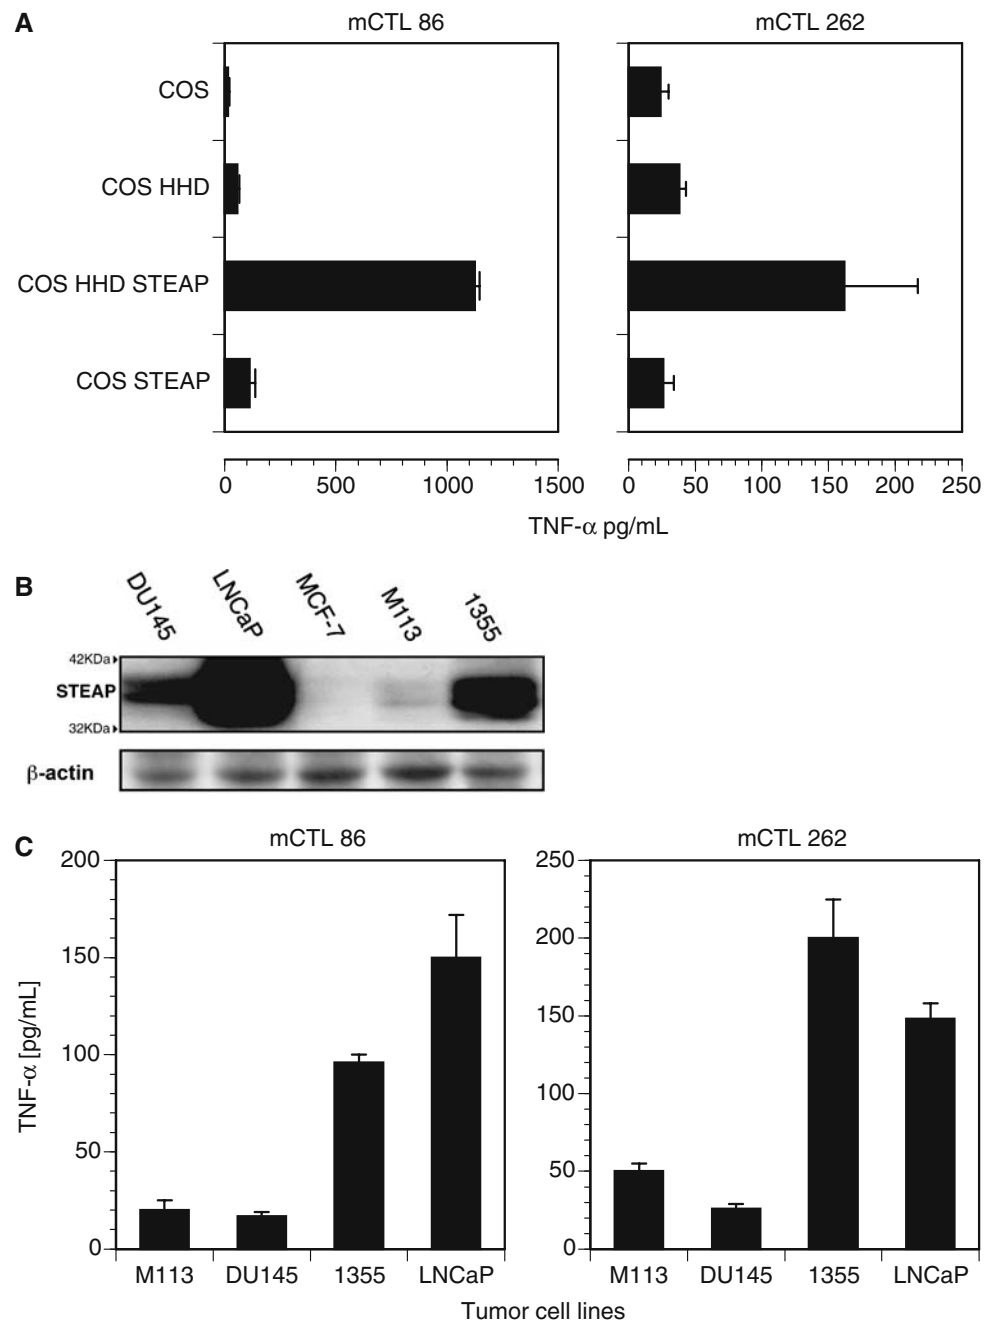 A
mCTL 86
mCTL 262
COS
COS HHD
COS HHD STEAP
COS STEAP
0 500 1000 1500
0 50 100 150 200 250
TNF-α pg/mL
B
DU145
LNCaP
MCF-7
M113
1355
42KDa
STEAP
32KDa
β-actin
C
mCTL 86
mCTL 262
TNF-α [pg/mL]
200
150
100
50
0
250
200
150
100
50
0
M113 DU145 1355 LNCaP
M113 DU145 1355 LNCaP
Tumor cell lines